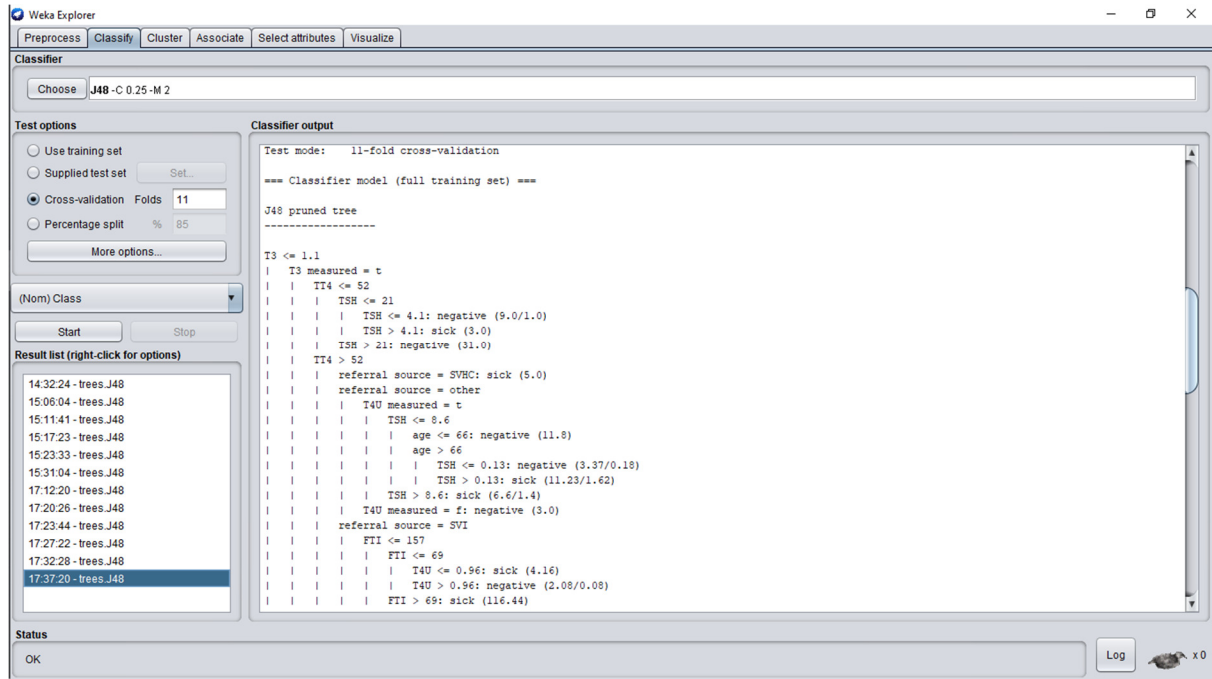 Weka Explorer
Preprocess Classify Cluster Associate Select attributes Visualize
Classifier
Choose J48 -C 0.25 -M 2
Test options
Use training set
Supplied test set Set...
Cross-validation Folds 11
Percentage split % 85
More options...
(Nom) Class
Start Stop
Result list (right-click for options)
14:32:24 - trees.J48
15:06:04 - trees.J48
15:11:41 - trees.J48
15:17:23 - trees.J48
15:23:33 - trees.J48
15:31:04 - trees.J48
17:12:20 - trees.J48
17:20:26 - trees.J48
17:23:44 - trees.J48
17:27:22 - trees.J48
17:32:28 - trees.J48
17:37:20 - trees.J48
Classifier output
Test mode:    11-fold cross-validation
=== Classifier model (full training set) ===
J48 pruned tree
------------------
T3 <= 1.1
|   T3 measured = t
|   |   TT4 <= 52
|   |   |   TSH <= 21
|   |   |   |   TSH <= 4.1: negative (9.0/1.0)
|   |   |   |   TSH > 4.1: sick (3.0)
|   |   |   TSH > 21: negative (31.0)
|   |   TT4 > 52
|   |   |   referral source = SVHC: sick (5.0)
|   |   |   referral source = other
|   |   |   |   T4U measured = t
|   |   |   |   |   TSH <= 8.6
|   |   |   |   |   |   age <= 66: negative (11.8)
|   |   |   |   |   |   age > 66
|   |   |   |   |   |   |   TSH <= 0.13: negative (3.37/0.18)
|   |   |   |   |   |   |   TSH > 0.13: sick (11.23/1.62)
|   |   |   |   |   TSH > 8.6: sick (6.6/1.4)
|   |   |   |   T4U measured = f: negative (3.0)
|   |   |   referral source = SVI
|   |   |   |   FTI <= 157
|   |   |   |   |   FTI <= 69
|   |   |   |   |   |   T4U <= 0.96: sick (4.16)
|   |   |   |   |   |   T4U > 0.96: negative (2.08/0.08)
|   |   |   |   |   FTI > 69: sick (116.44)
Status
OK
Log x 0